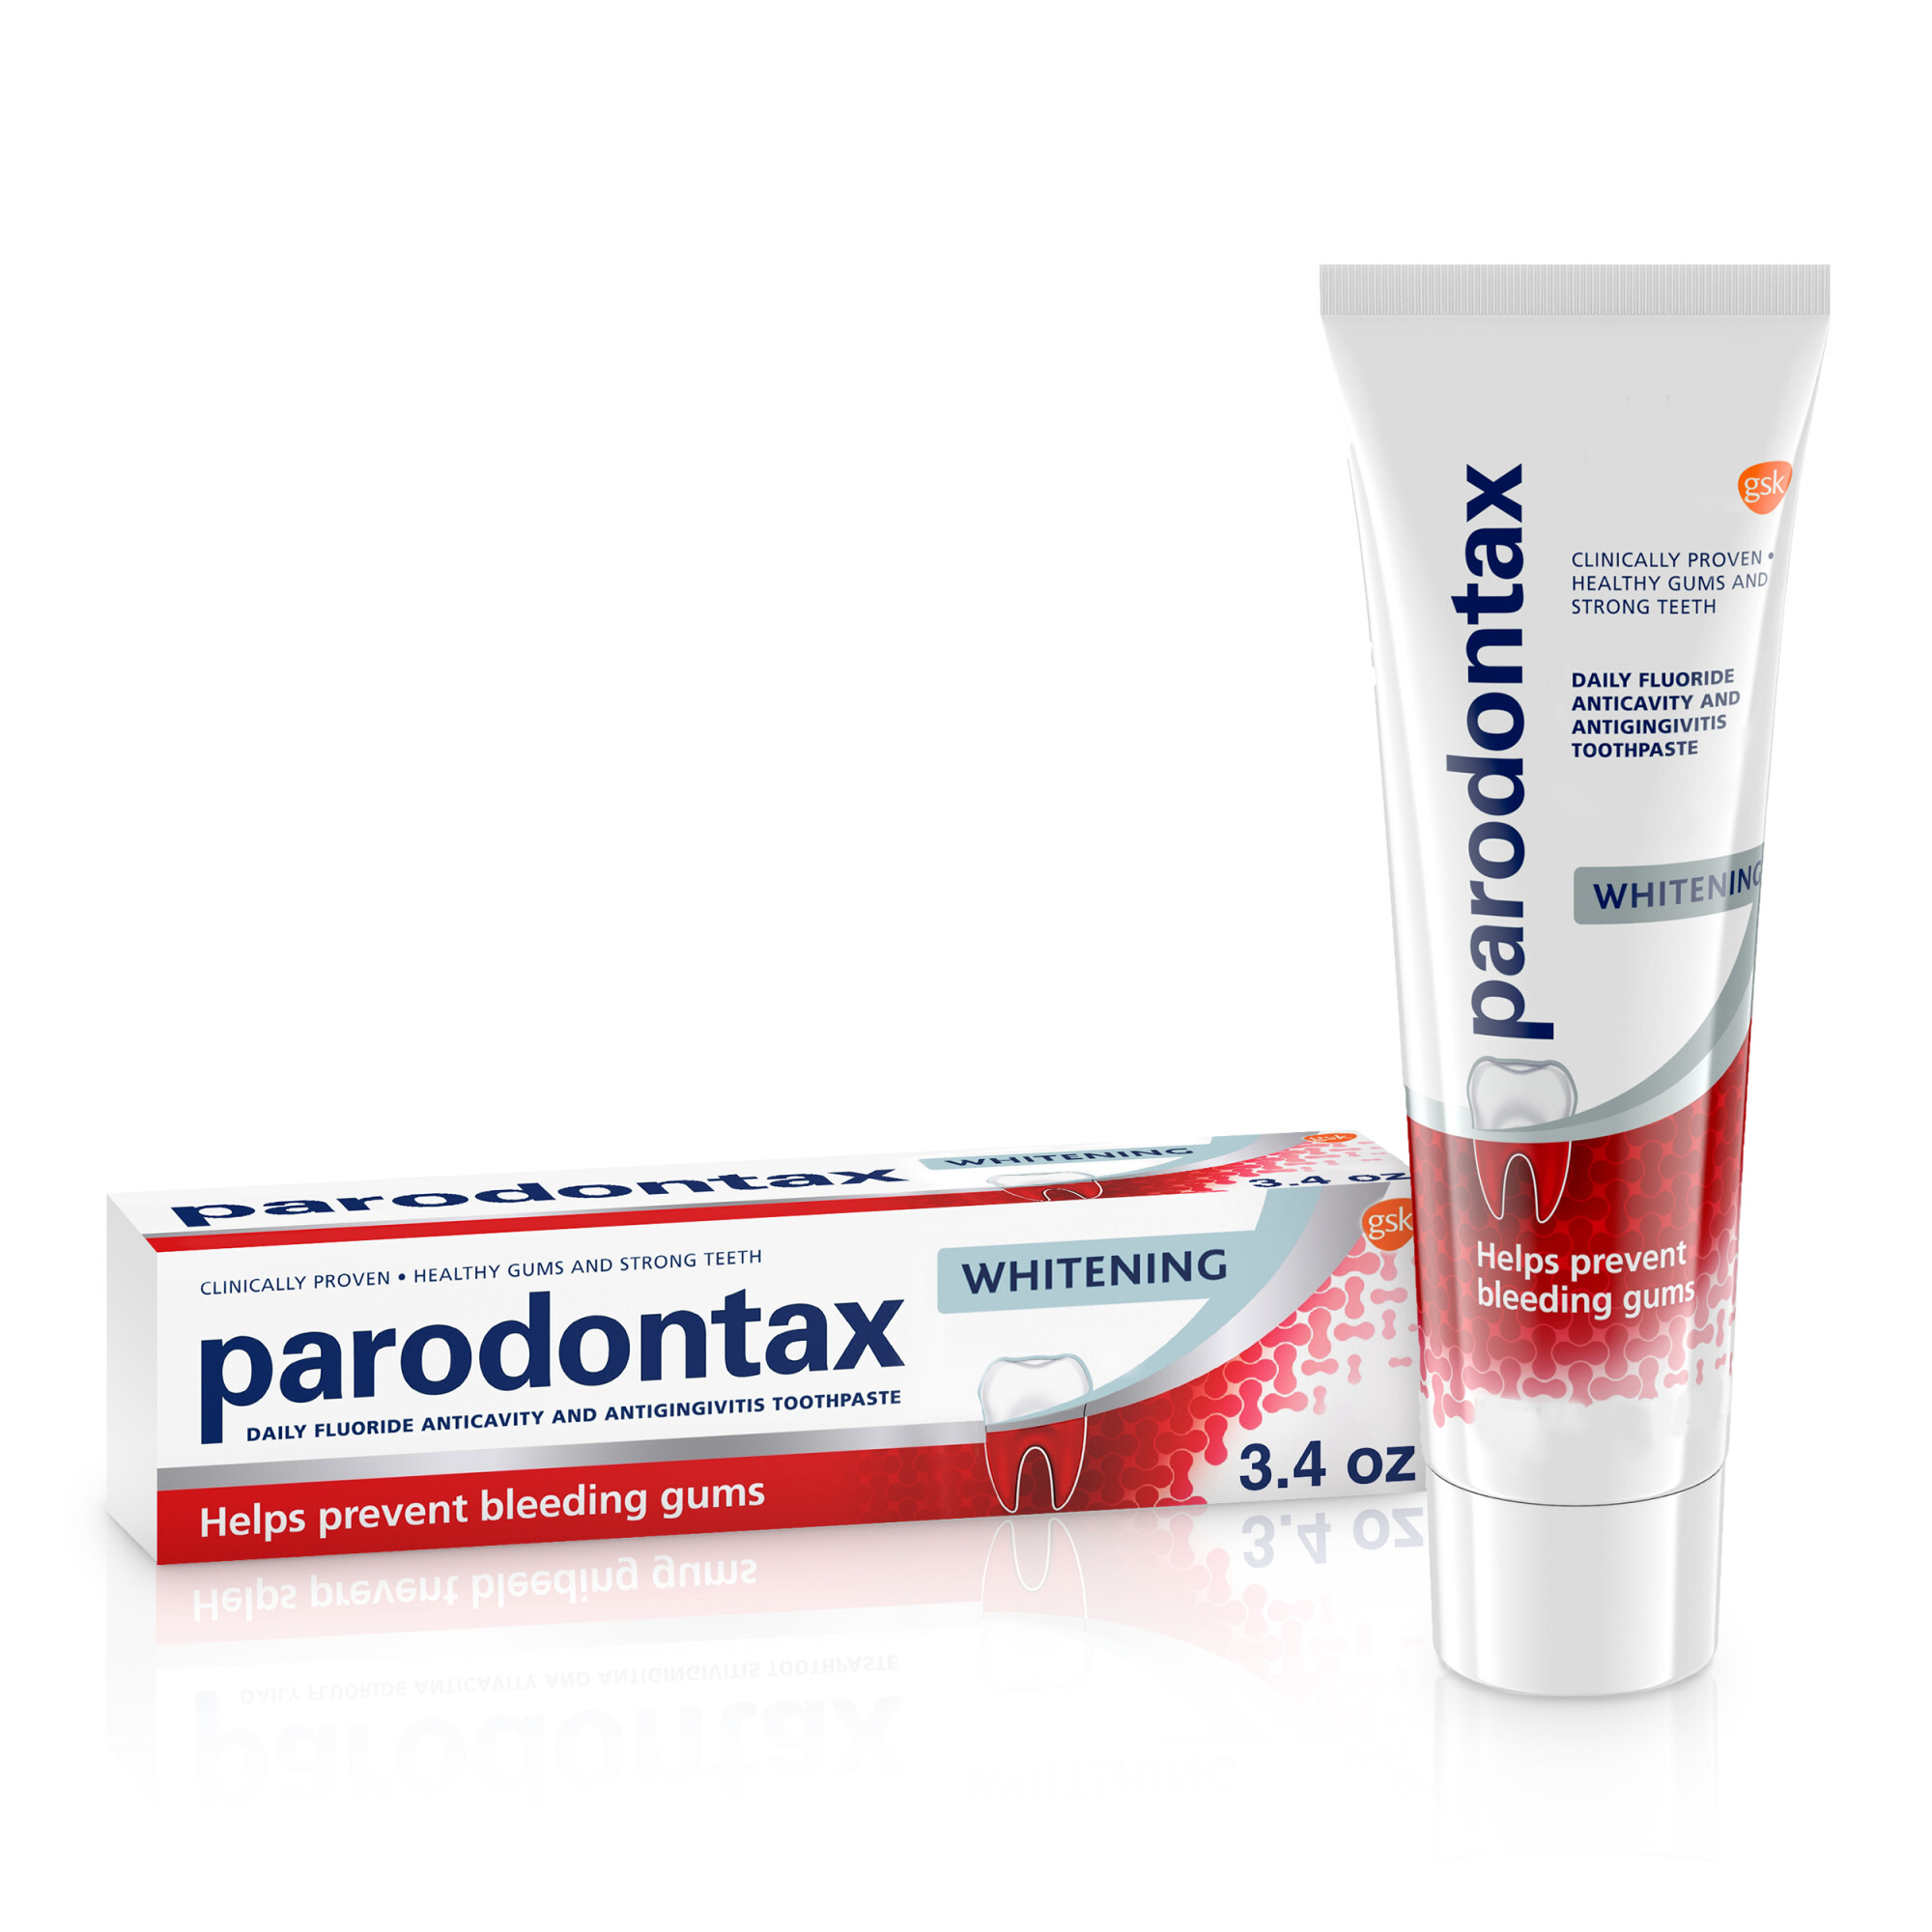 parodontax
WHITENING
gsk
3.4 oz
CLINICALLY PROVEN • HEALTHY GUMS AND STRONG TEETH
parodontax
DAILY FLUORIDE ANTICAVITY AND ANTIGINGIVITIS TOOTHPASTE
WHITENING
gsk
Helps prevent bleeding gums
3.4 oz
gsk
parodontax
CLINICALLY PROVEN •
HEALTHY GUMS AND
STRONG TEETH
DAILY FLUORIDE
ANTICAVITY AND
ANTIGINGIVITIS
TOOTHPASTE
WHITENING
Helps prevent
bleeding gums